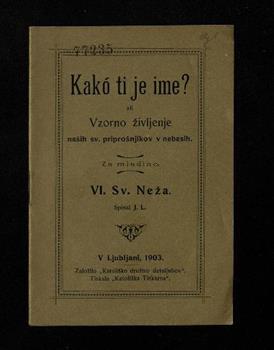 77235
Kakó ti je ime?
ali
Vzorno življenje
naših sv. priprošnjikov v nebesih.
Za mladino
VI. Sv. Neža.
Spisal J. L.
V Ljubljani, 1903.
Založilo „Katoliško društvo detoljubov“.
Tiskala „Katoliška Tiskarna“.